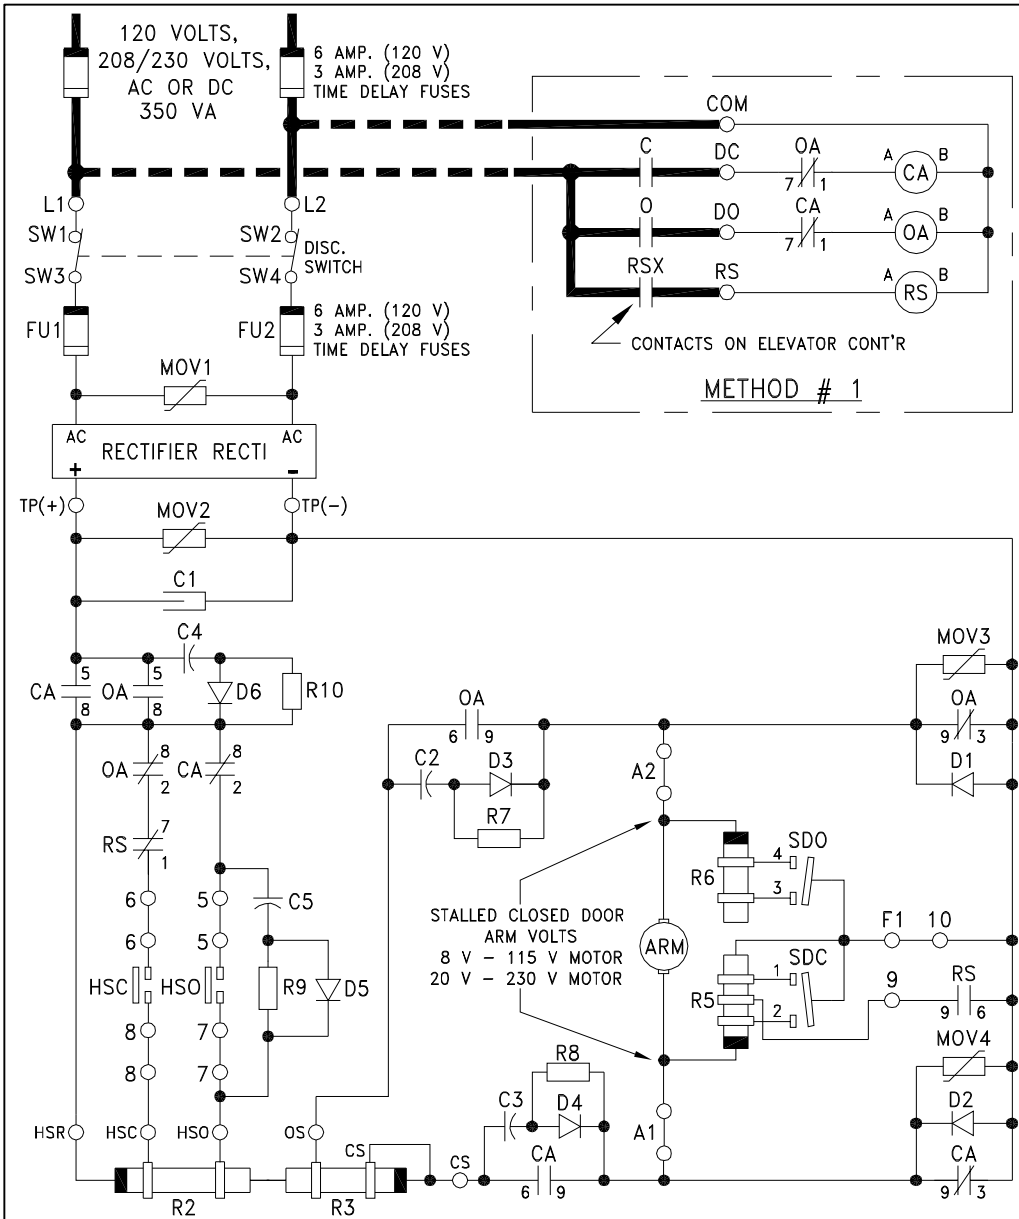 120 VOLTS,
208/230 VOLTS,
AC OR DC
350 VA
6 AMP. (120 V)
3 AMP. (208 V)
TIME DELAY FUSES
COM
C
DC
OA
7
1
A
CA
B
O
DO
CA
7
1
A
OA
B
RSX
RS
A
RS
B
CONTACTS ON ELEVATOR CONT'R
METHOD # 1
L1
L2
SW1
SW2
DISC.
SWITCH
SW3
SW4
FU1
FU2
6 AMP. (120 V)
3 AMP. (208 V)
TIME DELAY FUSES
MOV1
AC
AC
RECTIFIER RECTI
+
-
TP(+)
TP(-)
MOV2
C1
C4
5
5
CA
OA
D6
R10
8
8
8
8
OA
CA
2
2
7
RS
1
6
5
C5
6
5
HSC
HSO
R9
D5
8
7
8
7
HSR
HSC
HSO
OS
CS
CS
R2
R3
OA
6
9
C2
D3
R7
A2
MOV3
OA
9
3
D1
SDO
4
R6
3
STALLED CLOSED DOOR
ARM VOLTS
8 V – 115 V MOTOR
20 V – 230 V MOTOR
ARM
F1
10
SDC
1
R5
2
9
RS
9
6
MOV4
R8
C3
D4
A1
D2
CA
6
9
CA
9
3